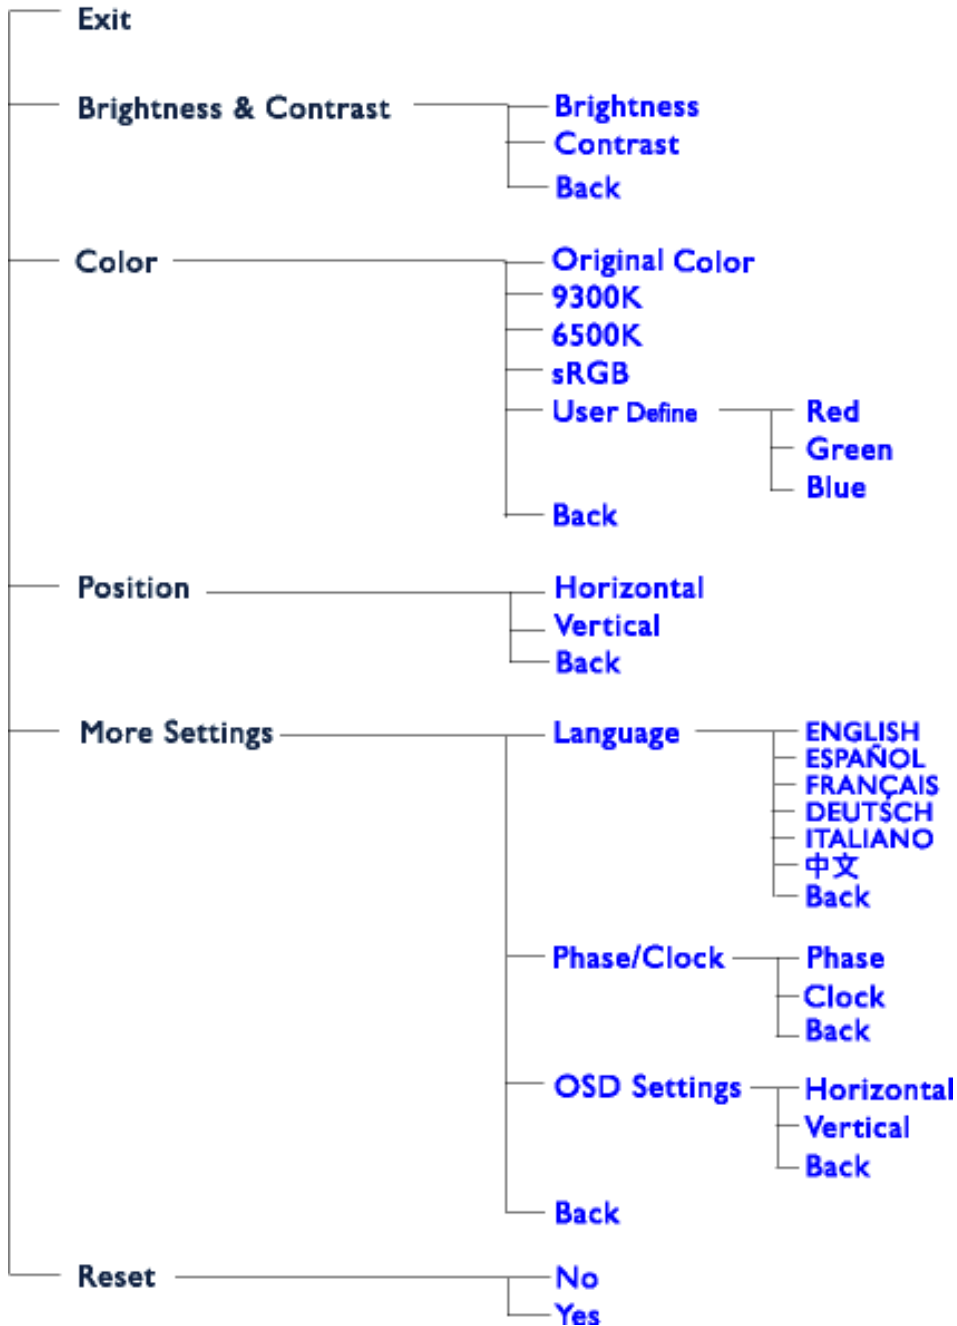 Exit
Brightness & Contrast
Brightness
Contrast
Back
Color
Original Color
9300K
6500K
sRGB
User Define
Red
Green
Blue
Back
Position
Horizontal
Vertical
Back
More Settings
Language
ENGLISH
ESPAÑOL
FRANÇAIS
DEUTSCH
ITALIANO
中文
Back
Phase/Clock
Phase
Clock
Back
OSD Settings
Horizontal
Vertical
Back
Back
Reset
No
Yes